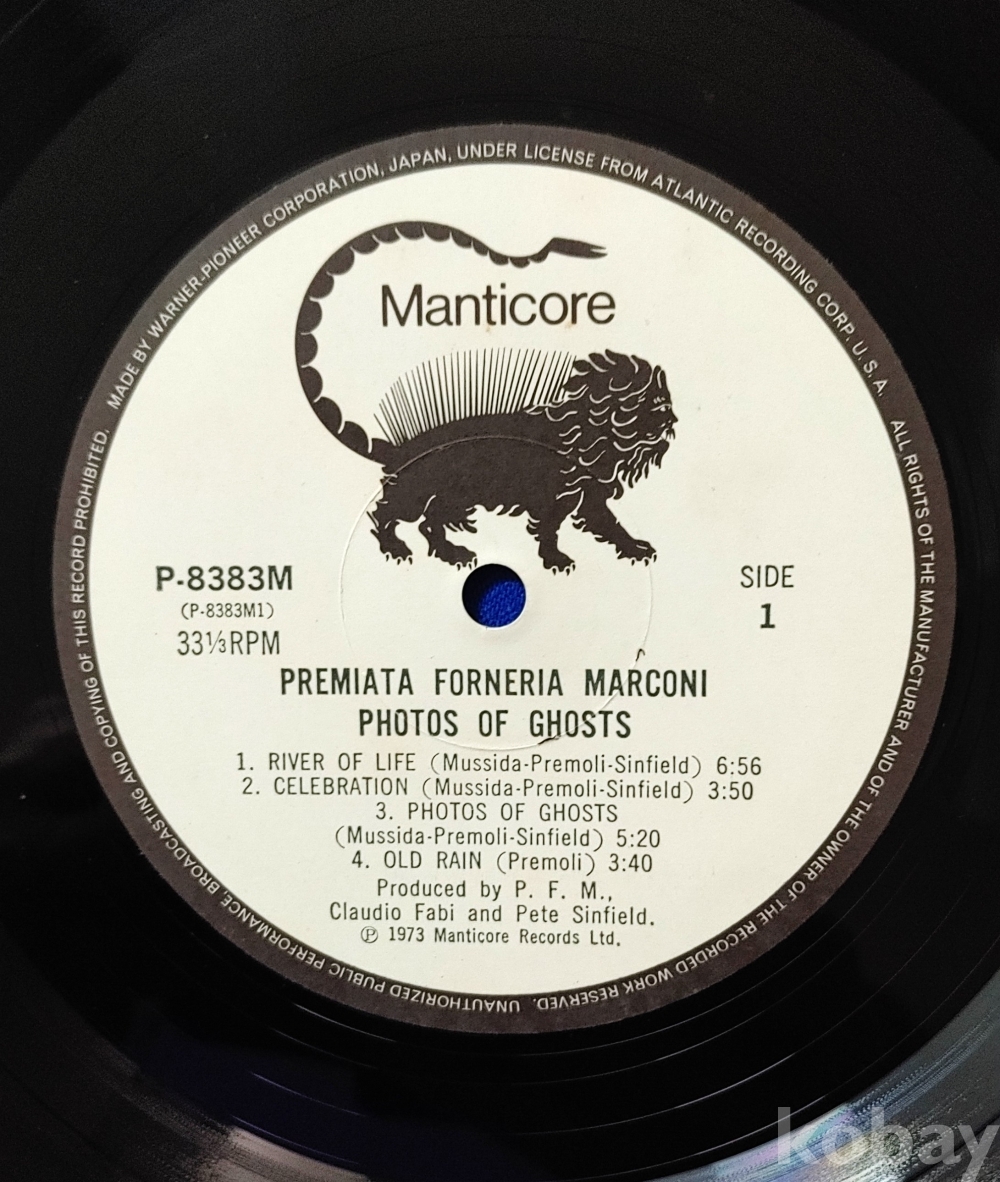 MADE BY WARNER-PIONEER CORPORATION, JAPAN, UNDER LICENSE FROM ATLANTIC RECORDING CORP. U. S. A. ALL RIGHTS OF THE MANUFACTURER AND OF THE OWNER OF THE RECORDED WORK RESERVED. UNAUTHORIZED PUBLIC PERFORMANCE, BROADCASTING AND COPYING OF THIS RECORD PROHIBITED.
Manticore
P-8383M
(P-8383M1)
33⅓RPM
SIDE
1
PREMIATA FORNERIA MARCONI
PHOTOS OF GHOSTS
1. RIVER OF LIFE (Mussida-Premoli-Sinfield) 6:56
2. CELEBRATION (Mussida-Premoli-Sinfield) 3:50
3. PHOTOS OF GHOSTS
(Mussida-Premoli-Sinfield) 5:20
4. OLD RAIN (Premoli) 3:40
Produced by P. F. M.,
Claudio Fabi and Pete Sinfield.
Ⓟ 1973 Manticore Records Ltd.
kobay